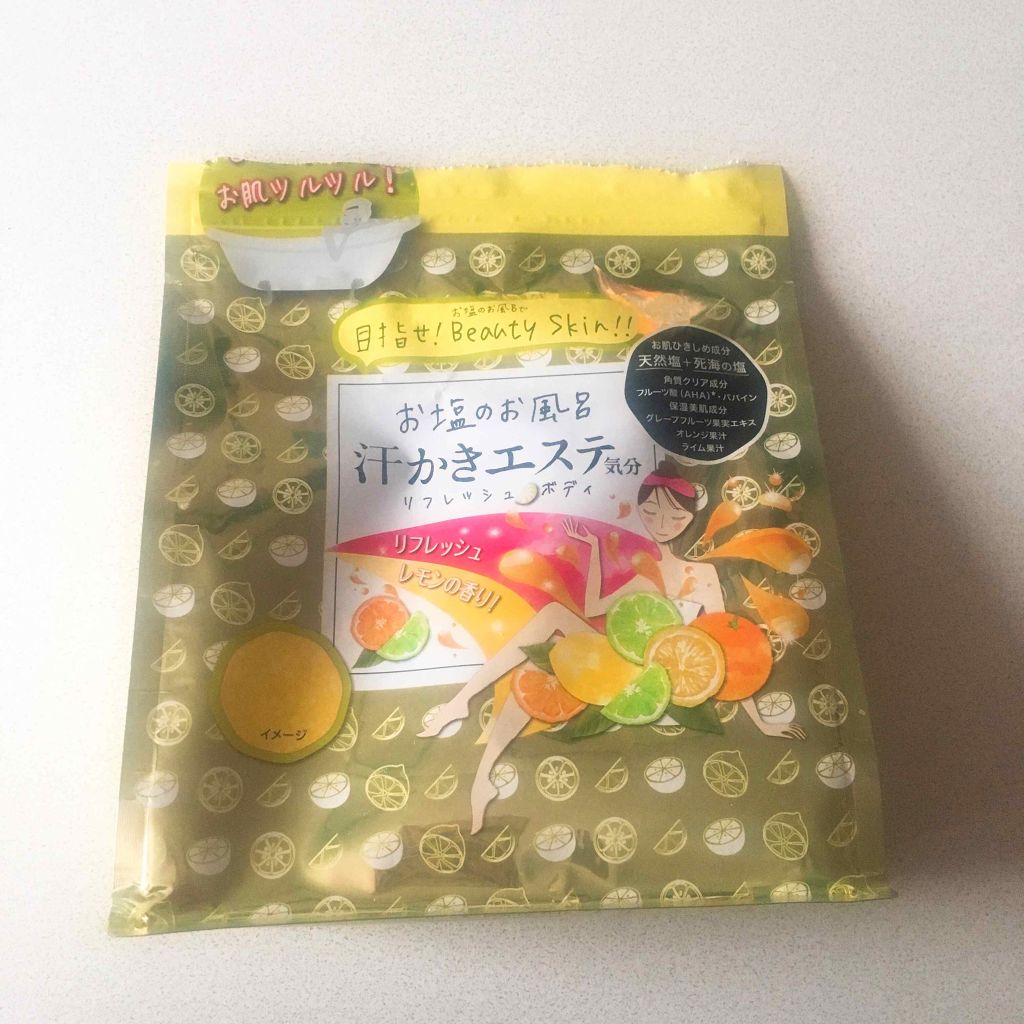 お肌ツルツル!
お塩のお風呂で
目指せ! Beauty Skin!!
お肌ひきしめ成分
天然塩+死海の塩
角質クリア成分
フルーツ酸(AHA)*・パパイン
保湿美肌成分
グレープフルーツ果実エキス
オレンジ果汁
ライム果汁
お塩のお風呂
汗かきエステ気分
リフレッシュ ボディ
リフレッシュ
レモンの香り!
イメージ